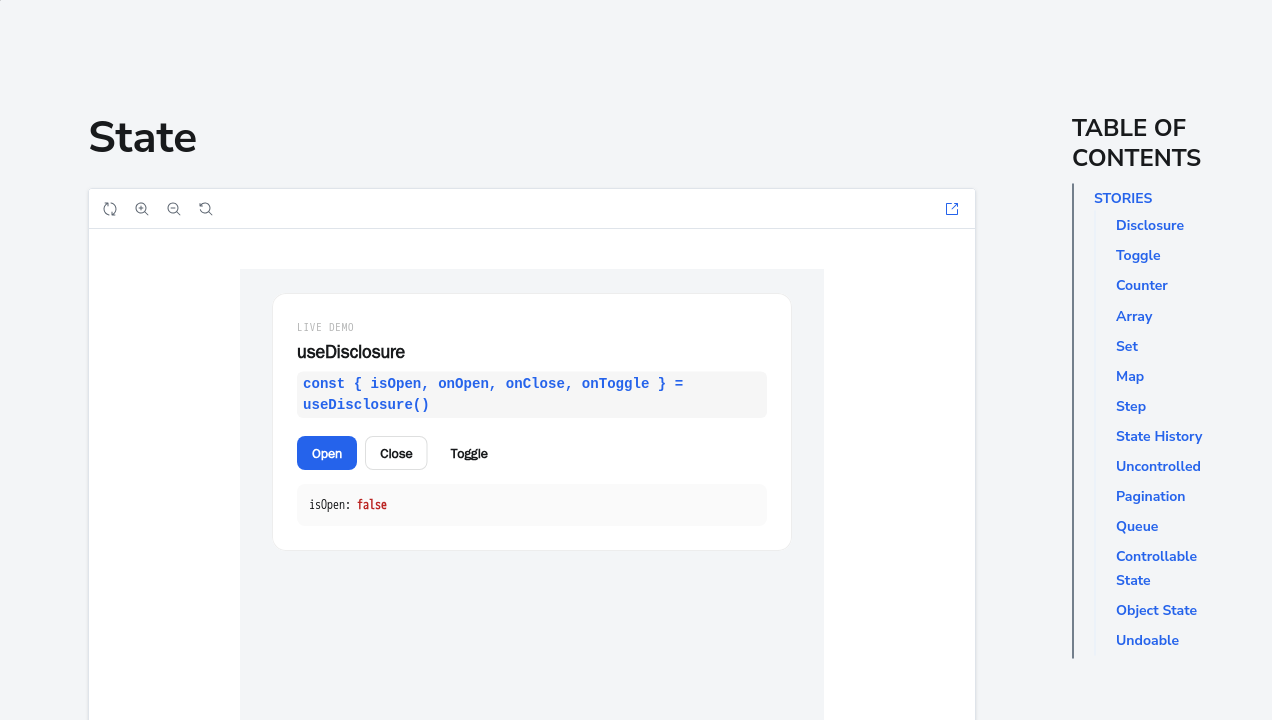 State
LIVE DEMO
useDisclosure
const { isOpen, onOpen, onClose, onToggle } =
useDisclosure()
Open
Close
Toggle
isOpen: false
TABLE OF
CONTENTS
STORIES
Disclosure
Toggle
Counter
Array
Set
Map
Step
State History
Uncontrolled
Pagination
Queue
Controllable
State
Object State
Undoable